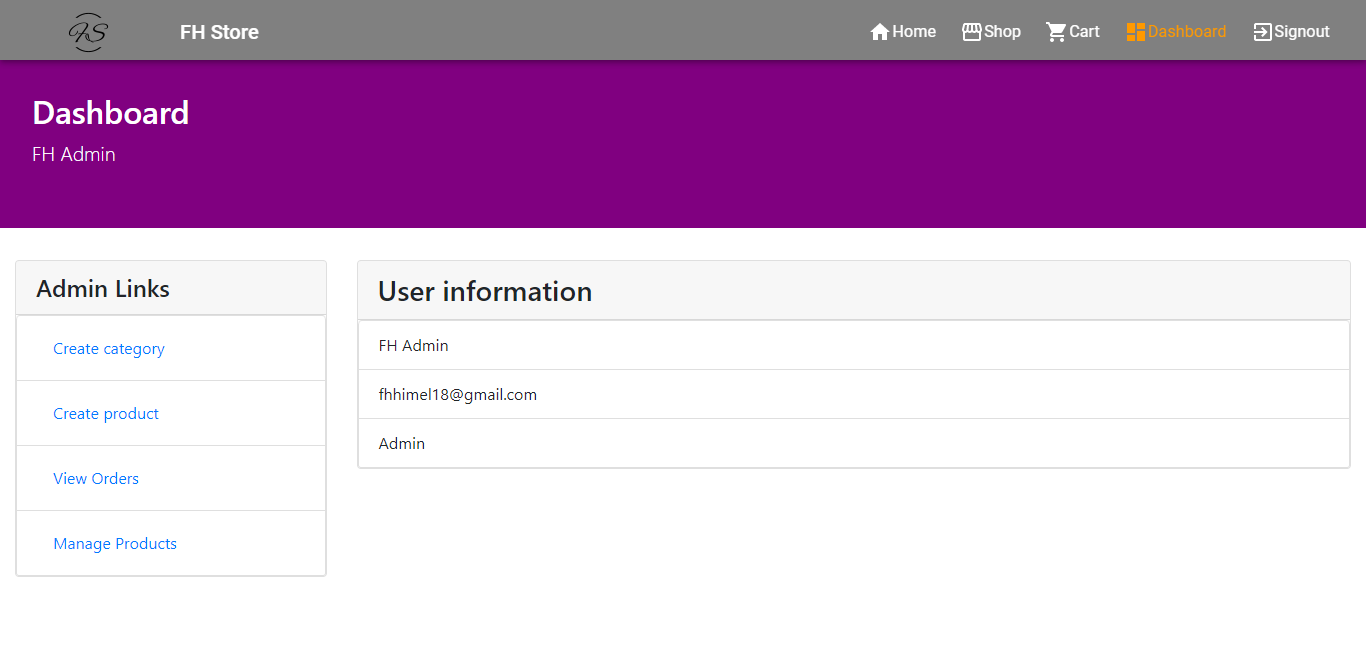 FS
FH Store
Home
Shop
Cart
Dashboard
Signout
Dashboard
FH Admin
Admin Links
Create category
Create product
View Orders
Manage Products
User information
FH Admin
fhhimel18@gmail.com
Admin